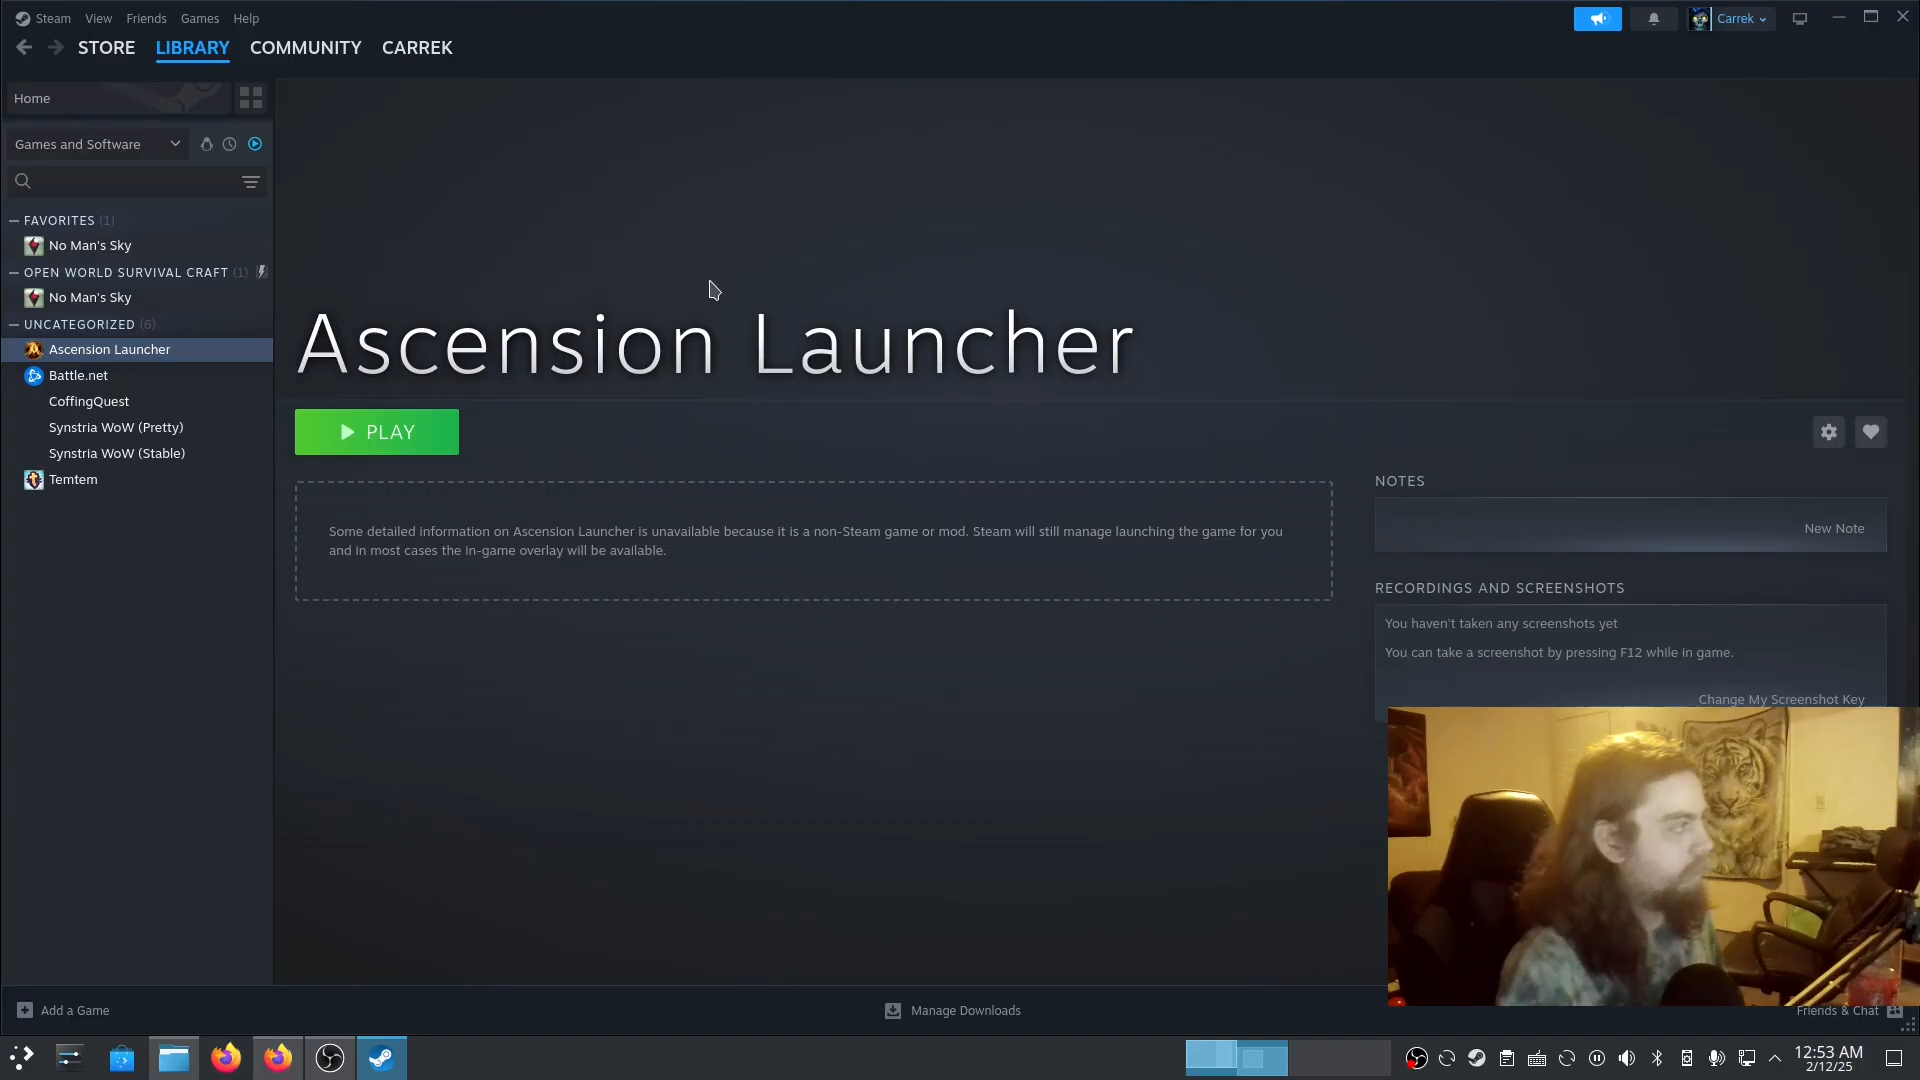 Steam View Friends Games Help
Carrek
STORE LIBRARY COMMUNITY CARREK
Home
Games and Software
FAVORITES (1)
No Man's Sky
OPEN WORLD SURVIVAL CRAFT (1)
No Man's Sky
UNCATEGORIZED (6)
Ascension Launcher
Battle.net
CoffingQuest
Synstria WoW (Pretty)
Synstria WoW (Stable)
Temtem
Ascension Launcher
PLAY
Some detailed information on Ascension Launcher is unavailable because it is a non-Steam game or mod. Steam will still manage launching the game for you
and in most cases the in-game overlay will be available.
NOTES
New Note
RECORDINGS AND SCREENSHOTS
You haven't taken any screenshots yet
You can take a screenshot by pressing F12 while in game.
Change My Screenshot Key
Add a Game
Manage Downloads
Friends & Chat
12:53 AM
2/12/25